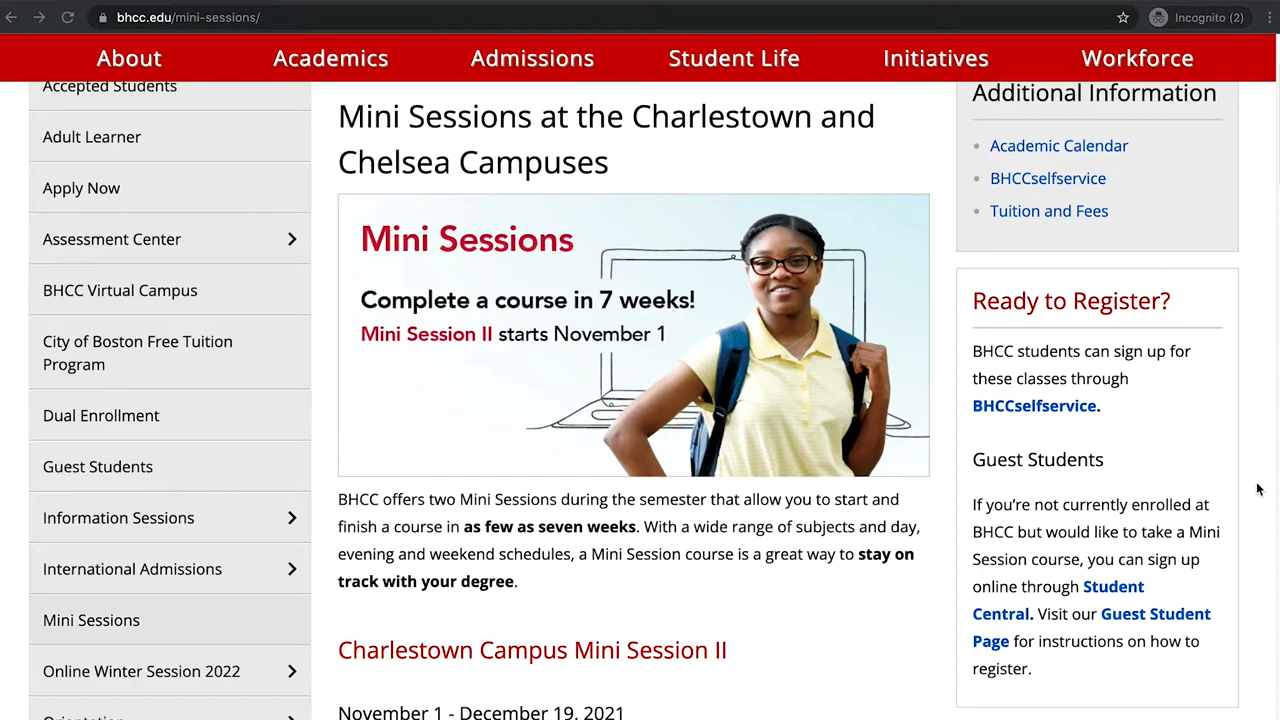 bhcc.edu/mini-sessions/
Incognito (2)
About
Academics
Admissions
Student Life
Initiatives
Workforce
Accepted Students
Adult Learner
Apply Now
Assessment Center
BHCC Virtual Campus
City of Boston Free Tuition
Program
Dual Enrollment
Guest Students
Information Sessions
International Admissions
Mini Sessions
Online Winter Session 2022
Orientation
Mini Sessions at the Charlestown and
Chelsea Campuses
Mini Sessions
Complete a course in 7 weeks!
Mini Session II starts November 1
BHCC offers two Mini Sessions during the semester that allow you to start and
finish a course in as few as seven weeks. With a wide range of subjects and day,
evening and weekend schedules, a Mini Session course is a great way to stay on
track with your degree.
Charlestown Campus Mini Session II
November 1 - December 19, 2021
Additional Information
Academic Calendar
BHCCselfservice
Tuition and Fees
Ready to Register?
BHCC students can sign up for
these classes through
BHCCselfservice.
Guest Students
If you’re not currently enrolled at
BHCC but would like to take a Mini
Session course, you can sign up
online through Student
Central. Visit our Guest Student
Page for instructions on how to
register.